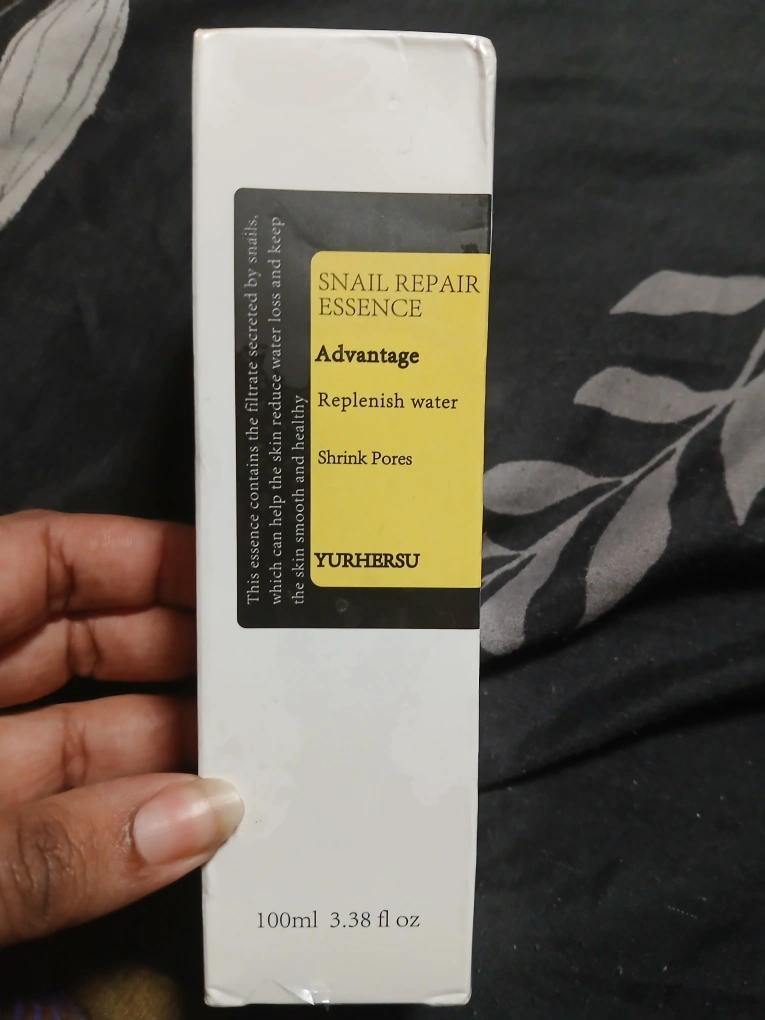 This essence contains the filtrate secreted by snails,
which can help the skin reduce water loss and keep
the skin smooth and healthy
SNAIL REPAIR
ESSENCE
Advantage
Replenish water
Shrink Pores
YURHERSU
100ml 3.38 fl oz